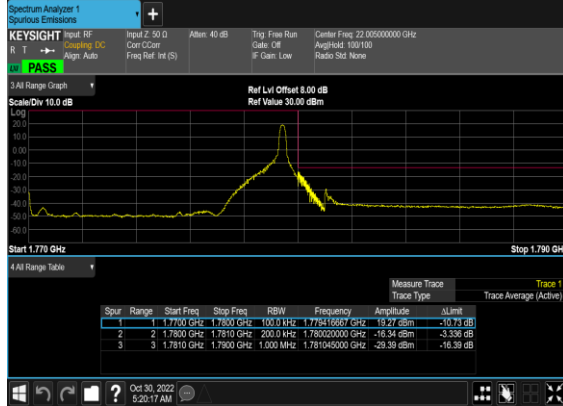 Spectrum Analyzer 1
Spurious Emissions
+
KEYSIGHT Input: RF Input Z: 50 Ω Atten: 40 dB Trig: Free Run Center Freq: 22.005000000 GHz
R T Coupling: DC Corr CCorr Gate: Off Avg|Hold: 100/100
Align: Auto Freq Ref: Int (S) IF Gain: Low Radio Std: None
PASS
3 All Range Graph
Ref Lvl Offset 8.00 dB
Scale/Div 10.0 dB Ref Value 30.00 dBm
Log
20.0
10.0
0.00
-10.0
-20.0
-30.0
-40.0
-50.0
-60.0
Start 1.770 GHz Stop 1.790 GH
4 All Range Table
Measure Trace Trace 1
Trace Type Trace Average (Active)
Spur Range Start Freq Stop Freq RBW Frequency Amplitude ΔLimit
1 1 1.7700 GHz 1.7800 GHz 100.0 kHz 1.779416667 GHz 19.27 dBm -10.73 dB
2 2 1.7800 GHz 1.7810 GHz 200.0 kHz 1.780020000 GHz -16.34 dBm -3.336 dB
3 3 1.7810 GHz 1.7900 GHz 1.000 MHz 1.781045000 GHz -29.39 dBm -16.39 dB
? Oct 30, 2022
5:20:17 AM